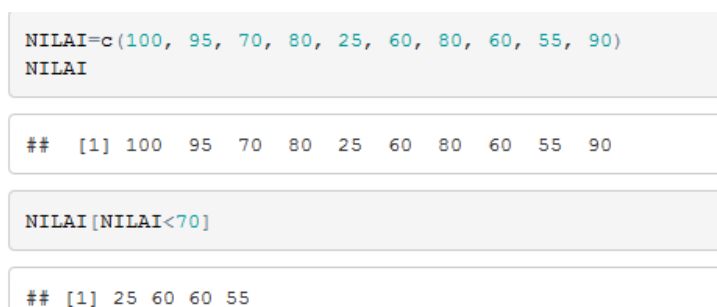 NILAI=c(100, 95, 70, 80, 25, 60, 80, 60, 55, 90)
NILAI
##  [1] 100  95  70  80  25  60  80  60  55  90
NILAI[NILAI<70]
## [1] 25 60 60 55